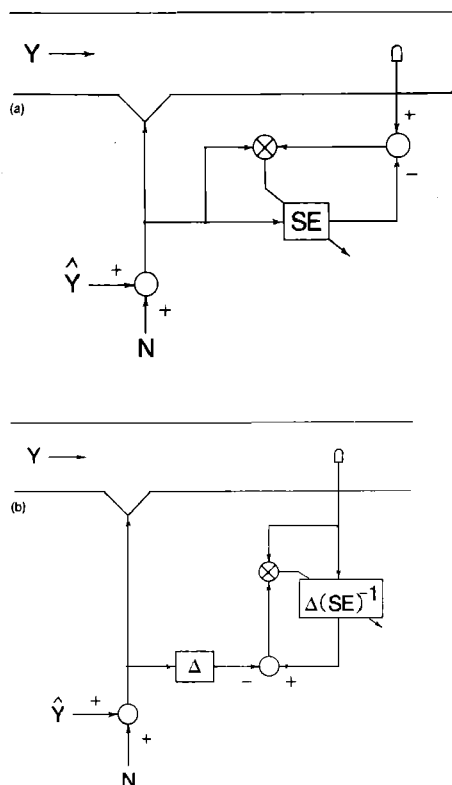 Y
(a)
+
−
SE
Ŷ
+
+
N
Y
(b)
Δ(SE)⁻¹
Δ
−
+
Ŷ
+
+
N